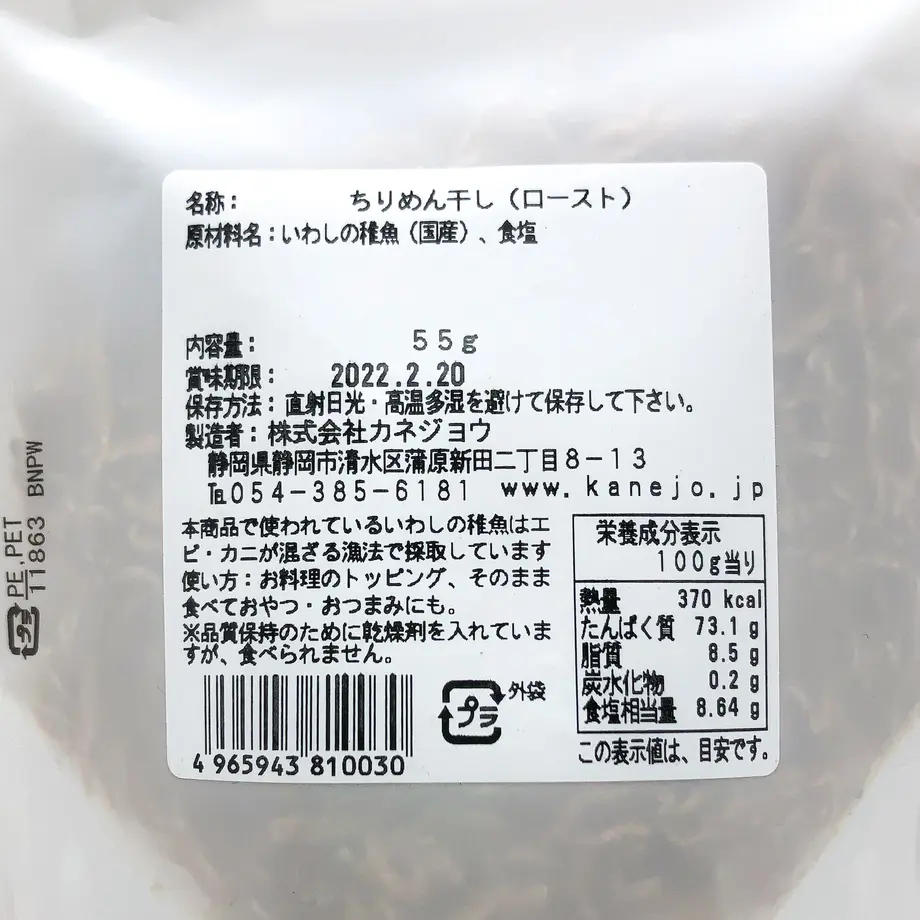 名称： ちりめん干し（ロースト）
原材料名：いわしの稚魚（国産）、食塩
内容量： 55g
賞味期限： 2022.2.20
保存方法：直射日光・高温多湿を避けて保存して下さい。
製造者：株式会社カネジョウ
静岡県静岡市清水区蒲原新田二丁目8－13
℡054－385－6181 www.kanejo.jp
本商品で使われているいわしの稚魚はエ
ビ・カニが混ざる漁法で採取しています
使い方：お料理のトッピング、そのまま
食べておやつ・おつまみにも。
※品質保持のために乾燥剤を入れていま
すが、食べられません。
栄養成分表示
100g当り
熱量 370 kcal
たんぱく質 73.1 g
脂質 8.5 g
炭水化物 0.2 g
食塩相当量 8.64 g
この表示値は、目安です。
プラ 外袋
4 965943 810030
プラ PE,PET
11863 BNPW